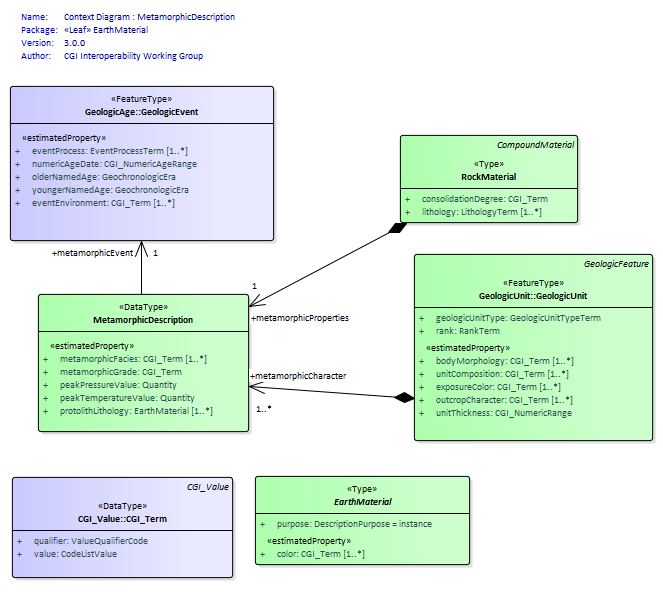 Name: Context Diagram : MetamorphicDescription
Package: «Leaf» EarthMaterial
Version: 3.0.0
Author: CGI Interoperability Working Group
«FeatureType»
GeologicAge::GeologicEvent
«estimatedProperty»
+ eventProcess: EventProcessTerm [1..*]
+ numericAgeDate: CGI_NumericAgeRange
+ olderNamedAge: GeochronologicEra
+ youngerNamedAge: GeochronologicEra
+ eventEnvironment: CGI_Term [1..*]
CompoundMaterial
«Type»
RockMaterial
+ consolidationDegree: CGI_Term
+ lithology: LithologyTerm [1..*]
+metamorphicEvent 1
1
+metamorphicProperties
GeologicFeature
«FeatureType»
GeologicUnit::GeologicUnit
+ geologicUnitType: GeologicUnitTypeTerm
+ rank: RankTerm
«estimatedProperty»
+ bodyMorphology: CGI_Term [1..*]
+ unitComposition: CGI_Term [1..*]
+ exposureColor: CGI_Term [1..*]
+ outcropCharacter: CGI_Term [1..*]
+ unitThickness: CGI_NumericRange
«DataType»
MetamorphicDescription
«estimatedProperty»
+ metamorphicFacies: CGI_Term [1..*]
+ metamorphicGrade: CGI_Term
+ peakPressureValue: Quantity
+ peakTemperatureValue: Quantity
+ protolithLithology: EarthMaterial [1..*]
+metamorphicCharacter
1..*
CGI_Value
«DataType»
CGI_Value::CGI_Term
+ qualifier: ValueQualifierCode
+ value: CodeListValue
«Type»
EarthMaterial
+ purpose: DescriptionPurpose = instance
«estimatedProperty»
+ color: CGI_Term [1..*]